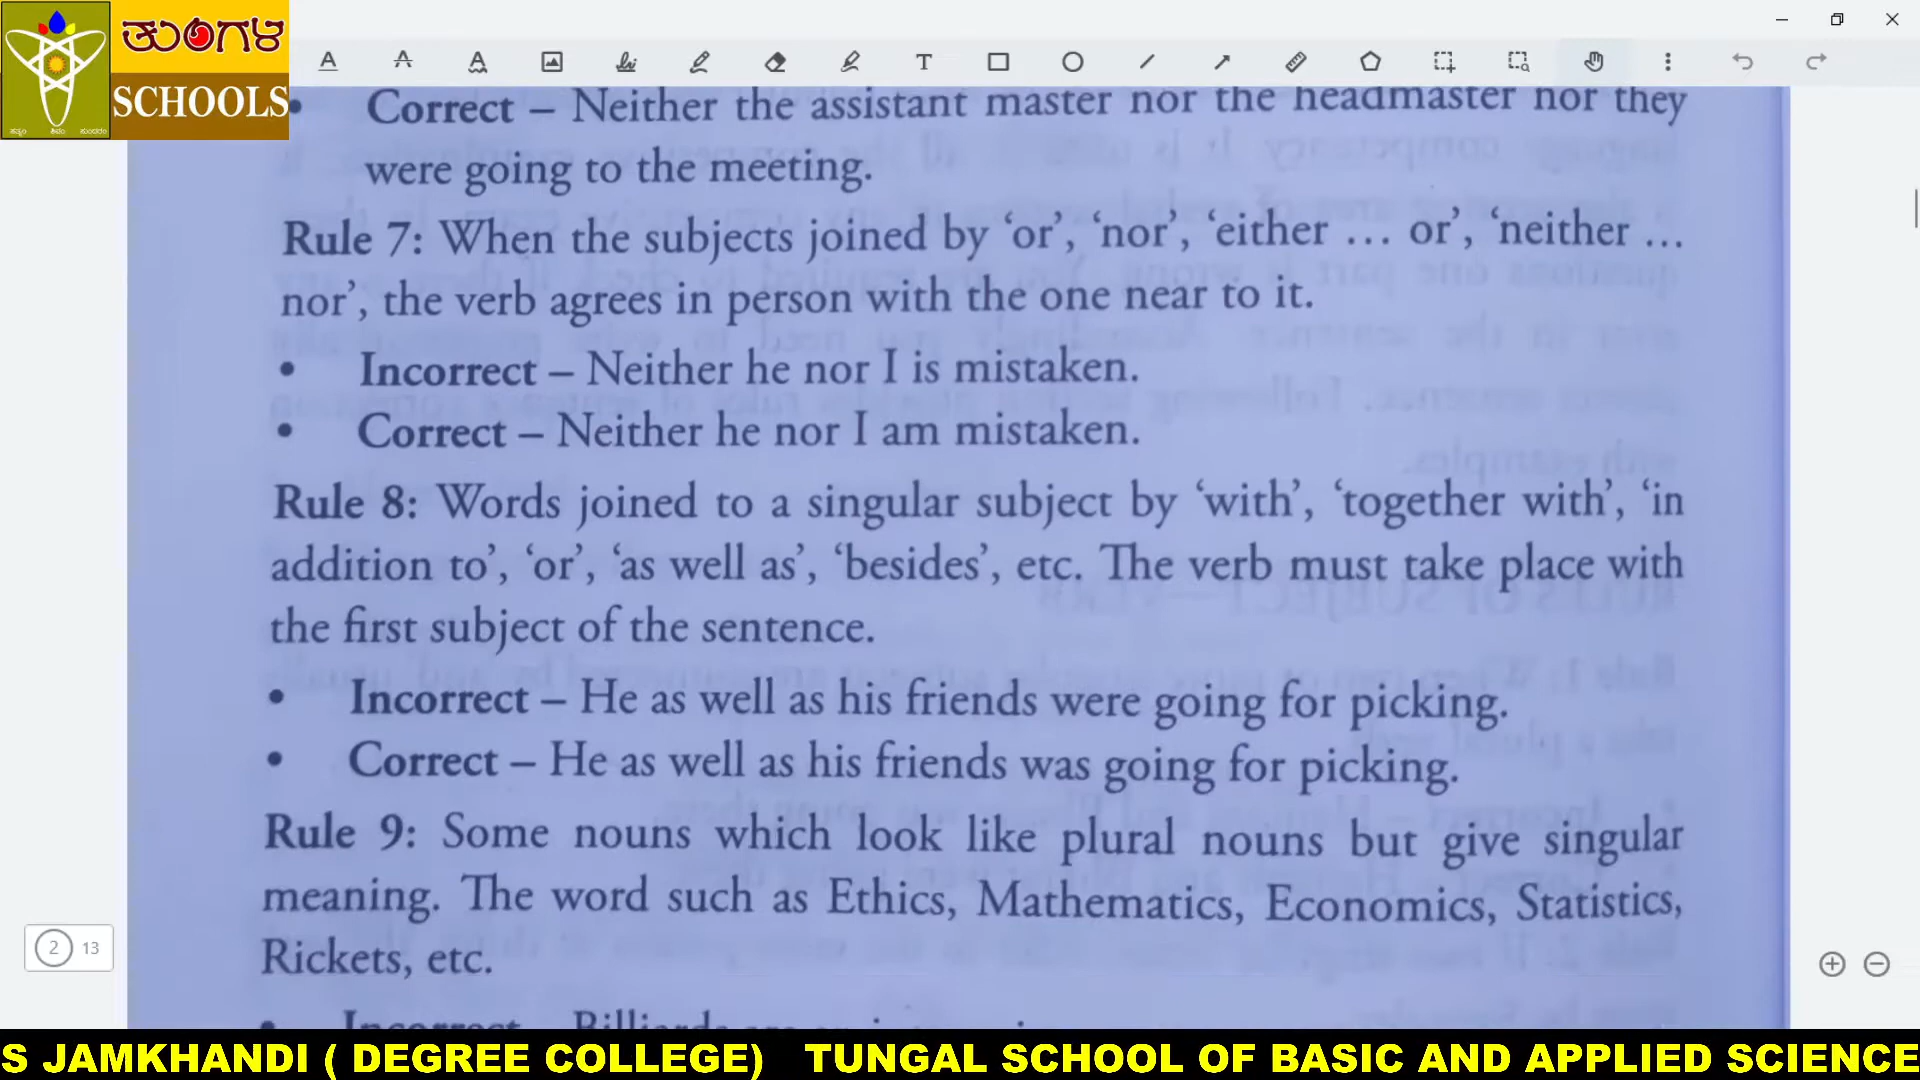 ತುಂಗಳ
SCHOOLS
ಸತ್ಯಂ ಶಿವಂ ಸುಂದರಂ
Correct – Neither the assistant master nor the headmaster nor they
were going to the meeting.
Rule 7: When the subjects joined by ‘or’, ‘nor’, ‘either … or’, ‘neither …
nor’, the verb agrees in person with the one near to it.
• Incorrect – Neither he nor I is mistaken.
• Correct – Neither he nor I am mistaken.
Rule 8: Words joined to a singular subject by ‘with’, ‘together with’, ‘in
addition to’, ‘or’, ‘as well as’, ‘besides’, etc. The verb must take place with
the first subject of the sentence.
• Incorrect – He as well as his friends were going for picking.
• Correct – He as well as his friends was going for picking.
Rule 9: Some nouns which look like plural nouns but give singular
meaning. The word such as Ethics, Mathematics, Economics, Statistics,
Rickets, etc.
2 13
S JAMKHANDI ( DEGREE COLLEGE) TUNGAL SCHOOL OF BASIC AND APPLIED SCIENCE